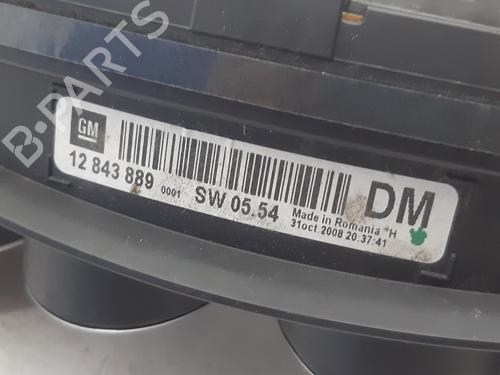 B-PARTS
GM
12 843 889 0001 SW 05.54
Made in Romania H
31oct.2008 20:37:41
DM